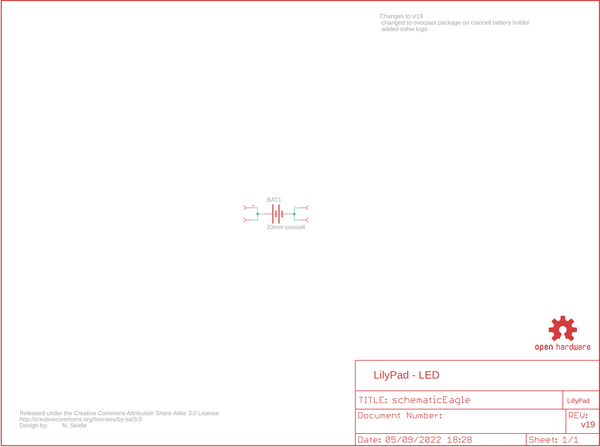 Changes to V19
-changed to overpast package on coincell battery holder
-added oshw logo
BAT1
20mm coincell
open hardware
LilyPad - LED
TITLE: schematicEagle
LilyPad
Document Number:
REV:
v19
Date: 05/09/2022 18:28
Sheet: 1/1
Released under the Creative Commons Attribution Share-Alike 3.0 License
http://creativecommons.org/licenses/by-sa/3.0
Design by: N. Seidle